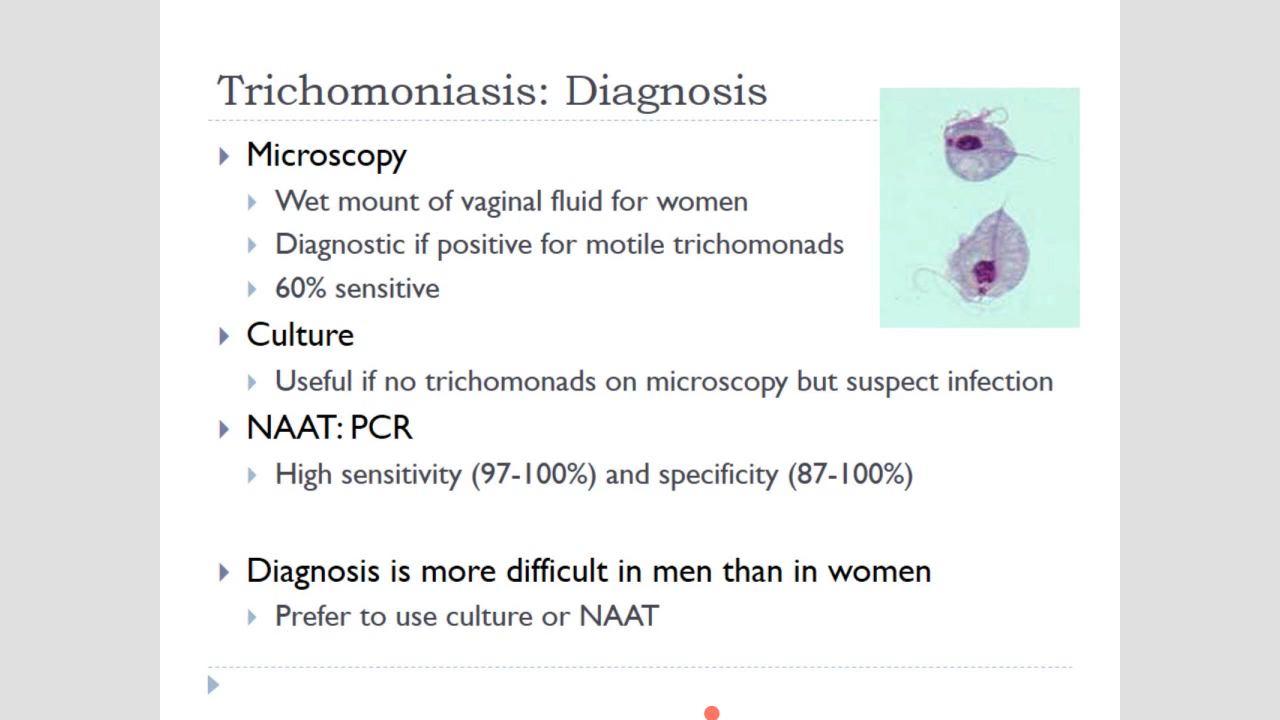 Trichomoniasis: Diagnosis
Microscopy
Wet mount of vaginal fluid for women
Diagnostic if positive for motile trichomonads
60% sensitive
Culture
Useful if no trichomonads on microscopy but suspect infection
NAAT: PCR
High sensitivity (97-100%) and specificity (87-100%)
Diagnosis is more difficult in men than in women
Prefer to use culture or NAAT